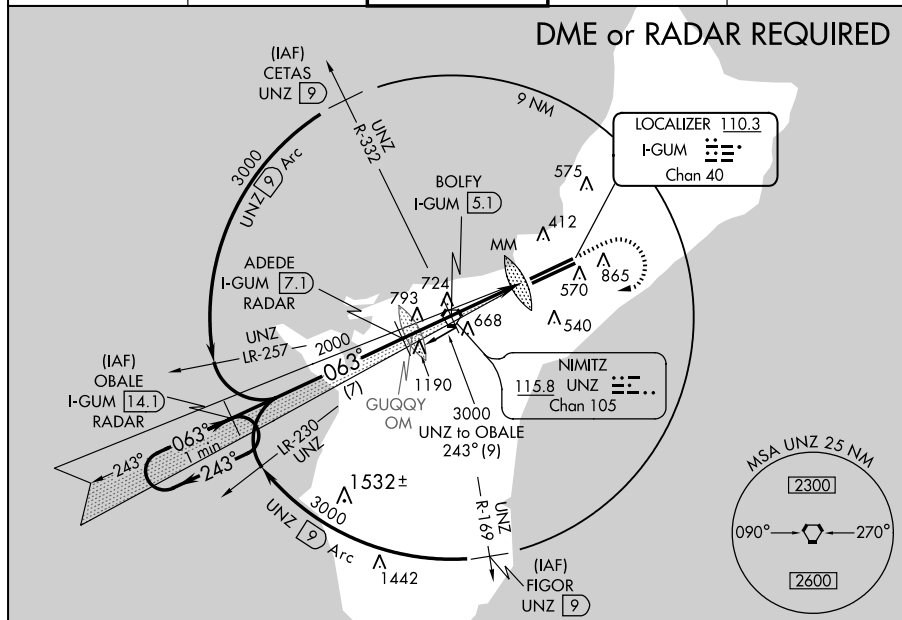 DME or RADAR REQUIRED
(IAF)
CETAS
UNZ 9
9 NM
UNZ
R-332
LOCALIZER 110.3
I-GUM
Chan 40
3000
UNZ 9 Arc
BOLFY
I-GUM 5.1
575
412
MM
ADEDE
I-GUM 7.1
RADAR
724
793
865
570
668
540
UNZ
LR-257
2000
063°
(7)
1190
(IAF)
OBALE
I-GUM 14.1
RADAR
GUQQY
OM
NIMITZ
115.8 UNZ
Chan 105
3000
UNZ to OBALE
243° (9)
063°
1 min
243°
243°
LR-230
UNZ
MSA UNZ 25 NM
2300
090°
270°
2600
1532±
3000
UNZ 9 Arc
UNZ
R-169
1442
(IAF)
FIGOR
UNZ 9